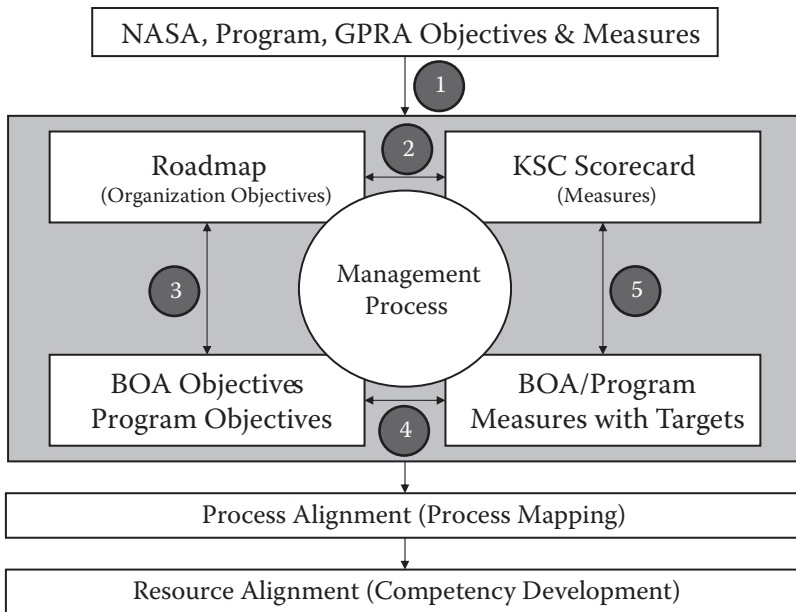 NASA, Program, GPRA Objectives & Measures
1
2
Roadmap
(Organization Objectives)
KSC Scorecard
(Measures)
Management
Process
3
5
BOA Objectives
Program Objectives
BOA/Program
Measures with Targets
4
Process Alignment (Process Mapping)
Resource Alignment (Competency Development)